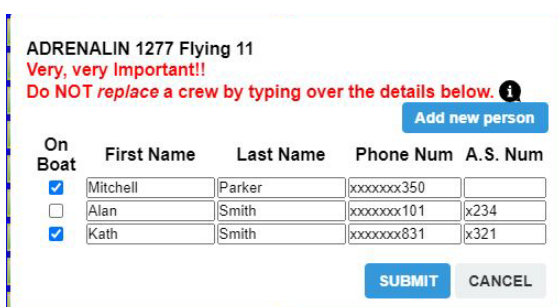 ADRENALIN 1277 Flying 11
Very, very Important!!
Do NOT replace a crew by typing over the details below. i
Add new person
On Boat First Name Last Name Phone Num A.S. Num
Mitchell Parker xxxxxxx350
Alan Smith xxxxxxx101 x234
Kath Smith xxxxxxx831 x321
SUBMIT CANCEL